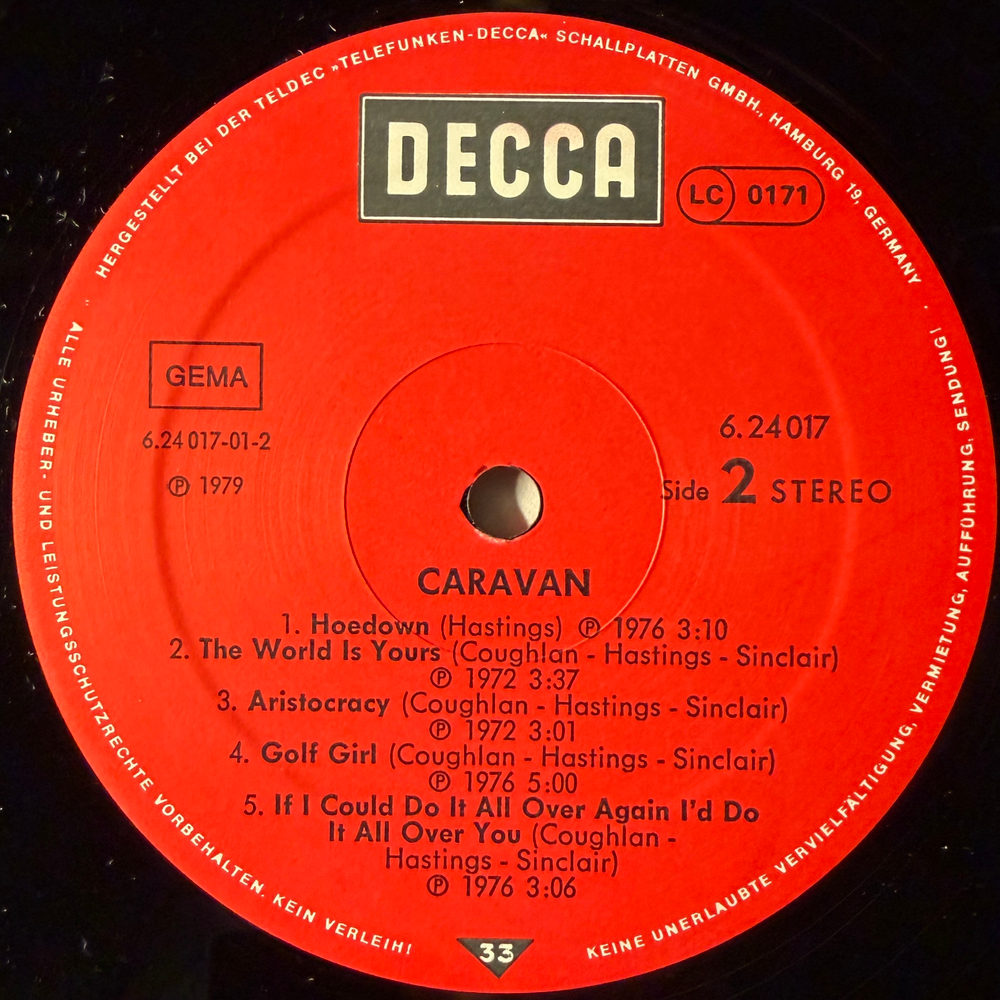 HERGESTELLT BEI DER TELDEC »TELEFUNKEN-DECCA« SCHALLPLATTEN GMBH., HAMBURG 19, GERMANY
DECCA
LC 0171
GEMA
6.24017-01-2
℗ 1979
6.24017
Side 2 STEREO
CARAVAN
1. Hoedown (Hastings) ℗ 1976 3:10
2. The World Is Yours (Coughlan - Hastings - Sinclair)
℗ 1972 3:37
3. Aristocracy (Coughlan - Hastings - Sinclair)
℗ 1972 3:01
4. Golf Girl (Coughlan - Hastings - Sinclair)
℗ 1976 5:00
5. If I Could Do It All Over Again I'd Do
It All Over You (Coughlan -
Hastings - Sinclair)
℗ 1976 3:06
33
ALLE URHEBER- UND LEISTUNGSSCHUTZRECHTE VORBEHALTEN. KEIN VERLEIH!
KEINE UNERLAUBTE VERVIELFÄLTIGUNG, VERMIETUNG, AUFFÜHRUNG, SENDUNG!